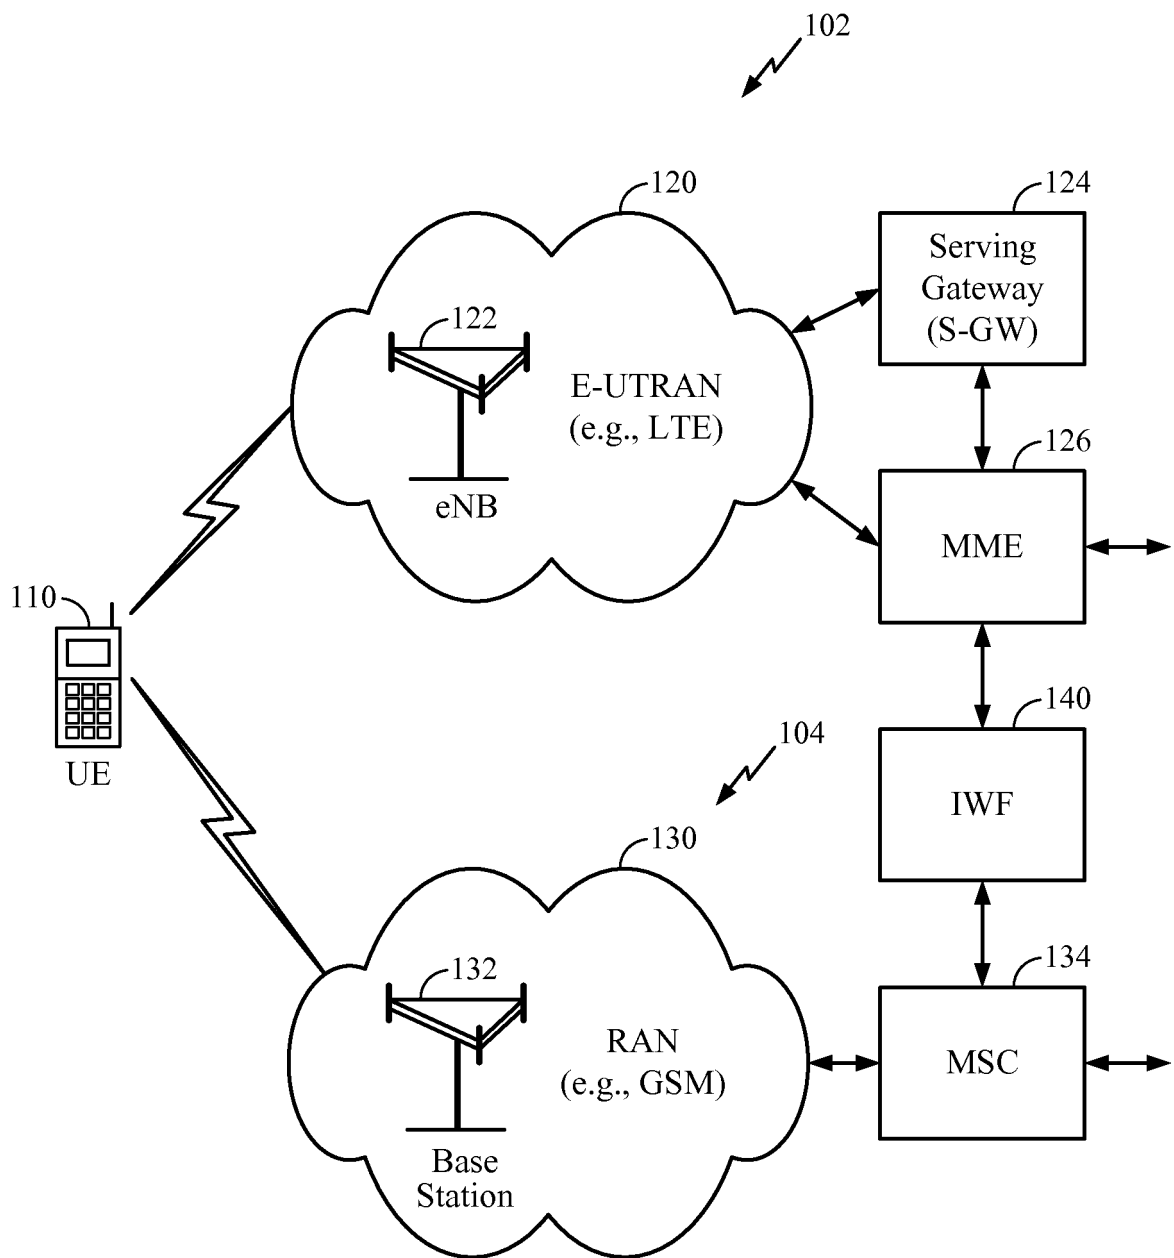 102
120
124
Serving
Gateway
(S-GW)
122
E-UTRAN
(e.g., LTE)
eNB
126
MME
110
UE
140
IWF
104
130
132
RAN
(e.g., GSM)
Base
Station
134
MSC